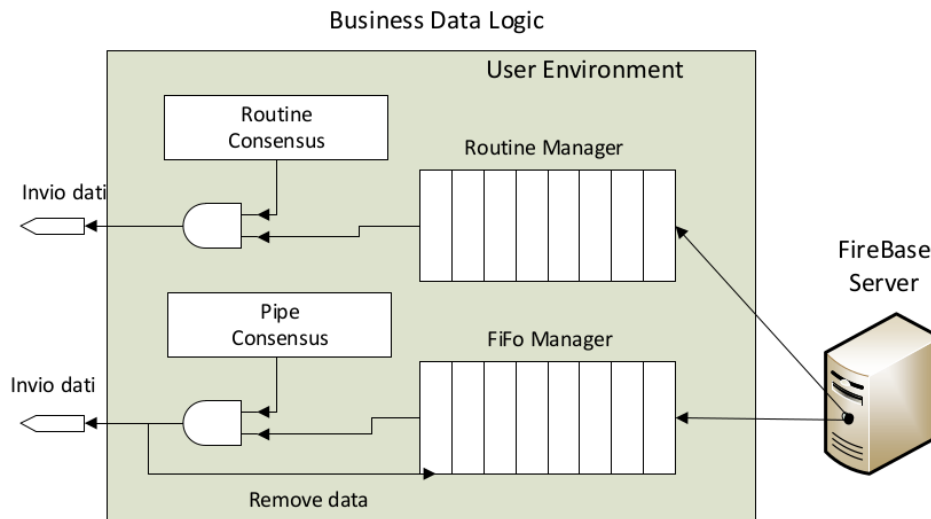 Business Data Logic
User Environment
Routine
Consensus
Routine Manager
Invio dati
FireBase
Server
Pipe
Consensus
FiFo Manager
Invio dati
Remove data